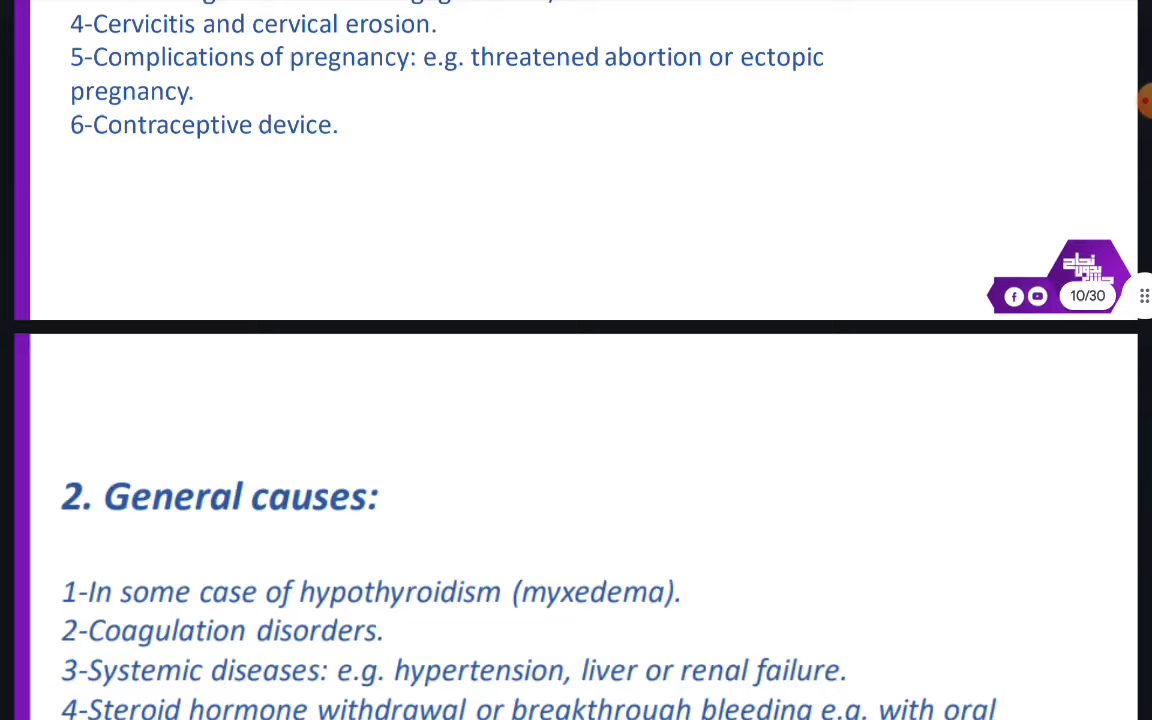 4-Cervicitis and cervical erosion.
5-Complications of pregnancy: e.g. threatened abortion or ectopic
pregnancy.
6-Contraceptive device.
نجاح
بدون
10/30
2. General causes:
1-In some case of hypothyroidism (myxedema).
2-Coagulation disorders.
3-Systemic diseases: e.g. hypertension, liver or renal failure.
4-Steroid hormone withdrawal or breakthrough bleeding e.g. with oral